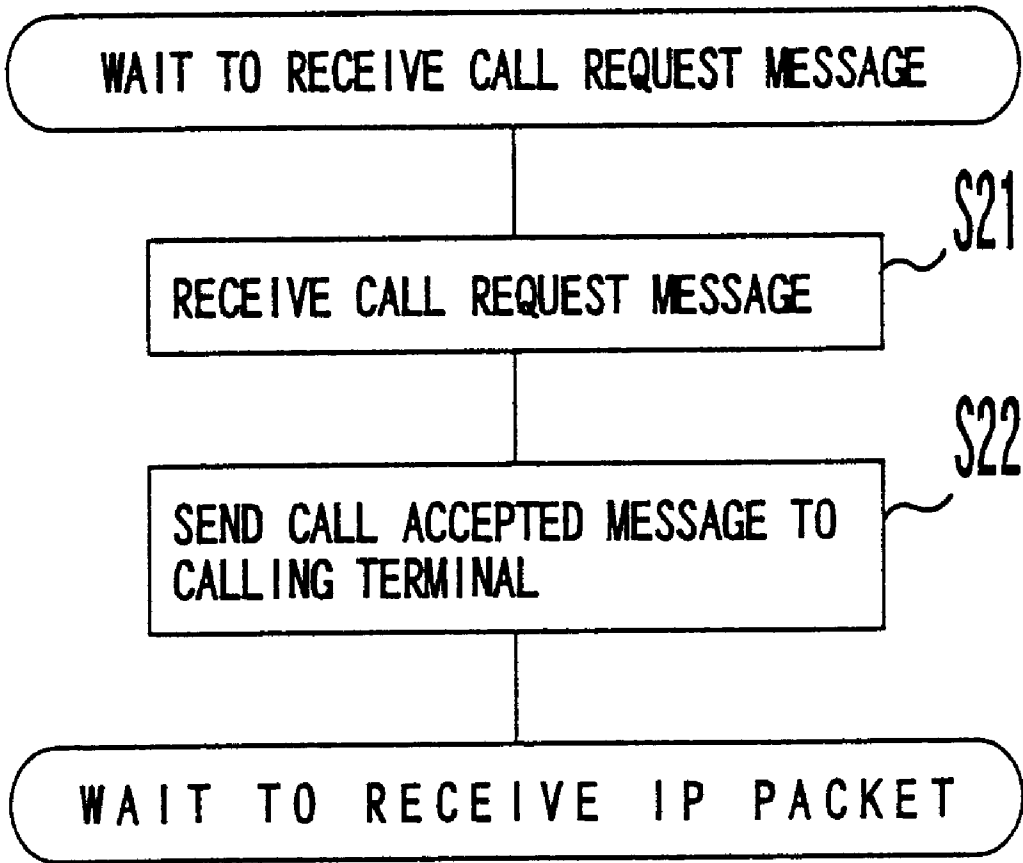 WAIT TO RECEIVE CALL REQUEST MESSAGE
S21
RECEIVE CALL REQUEST MESSAGE
S22
SEND CALL ACCEPTED MESSAGE TO
CALLING TERMINAL
WAIT TO RECEIVE IP PACKET